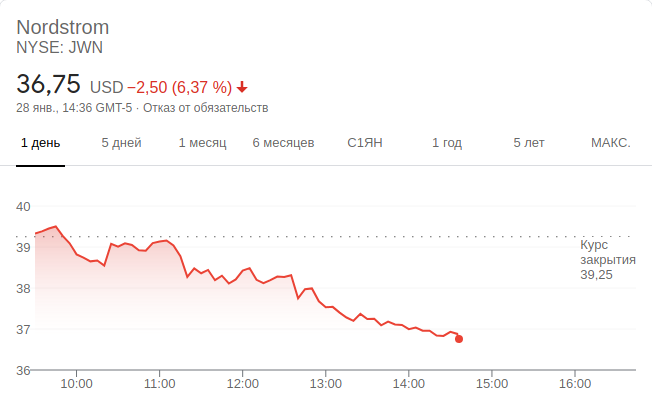 Nordstrom
NYSE: JWN
36,75 USD −2,50 (6,37 %)
28 янв., 14:36 GMT-5 · Отказ от обязательств
1 день 5 дней 1 месяц 6 месяцев С1ЯН 1 год 5 лет МАКС.
40
39
38
37
36
Курс
закрытия
39,25
10:00 11:00 12:00 13:00 14:00 15:00 16:00